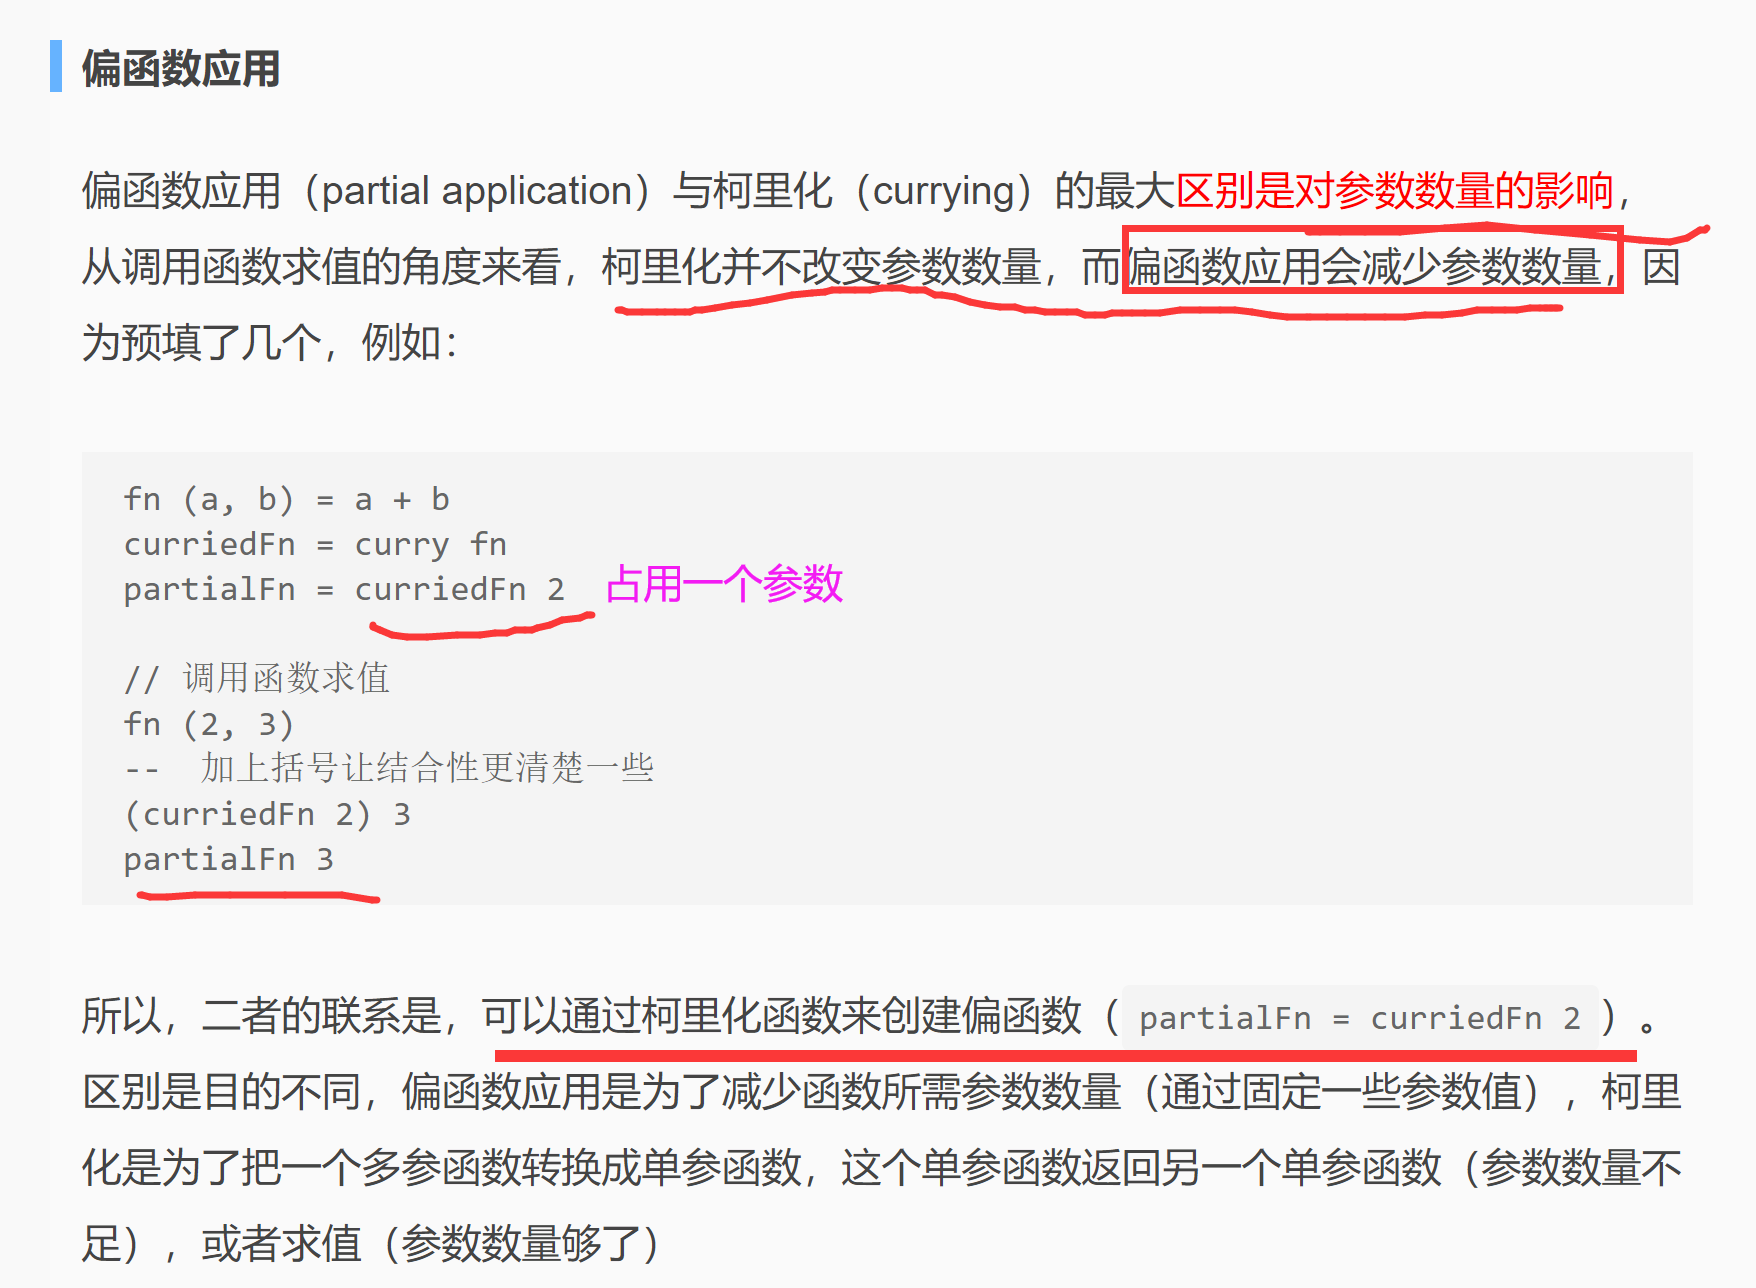 偏函数应用
偏函数应用（partial application）与柯里化（currying）的最大区别是对参数数量的影响，
从调用函数求值的角度来看，柯里化并不改变参数数量，而偏函数应用会减少参数数量，因
为预填了几个，例如：
fn (a, b) = a + b
curriedFn = curry fn
partialFn = curriedFn 2 占用一个参数
// 调用函数求值
fn (2, 3)
-- 加上括号让结合性更清楚一些
(curriedFn 2) 3
partialFn 3
所以，二者的联系是，可以通过柯里化函数来创建偏函数（partialFn = curriedFn 2）。
区别是目的不同，偏函数应用是为了减少函数所需参数数量（通过固定一些参数值），柯里
化是为了把一个多参函数转换成单参函数，这个单参函数返回另一个单参函数（参数数量不
足），或者求值（参数数量够了）